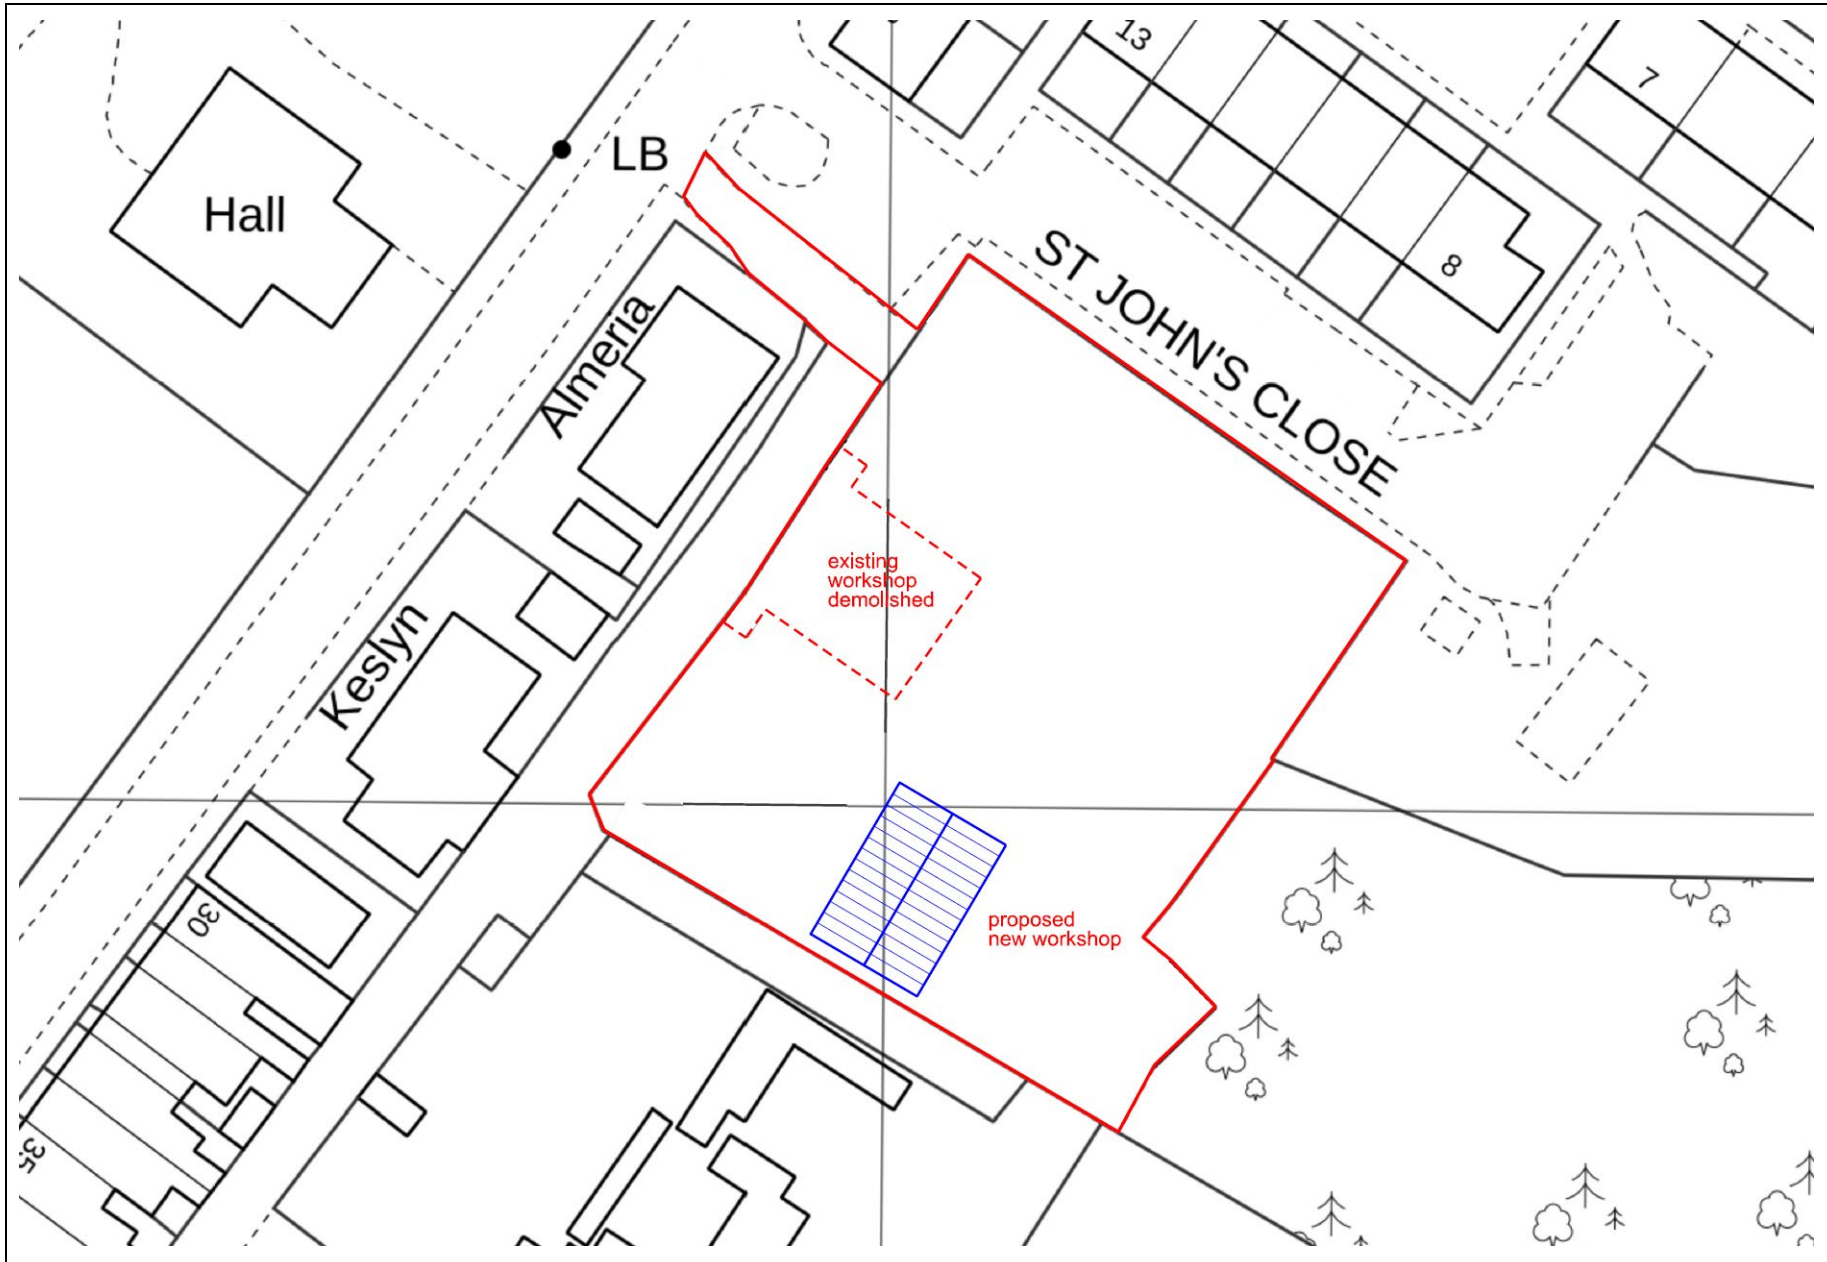 13
7
LB
Hall
8
ST JOHN'S CLOSE
Almeria
existing
workshop
demolished
Keslyn
30
proposed
new workshop
35